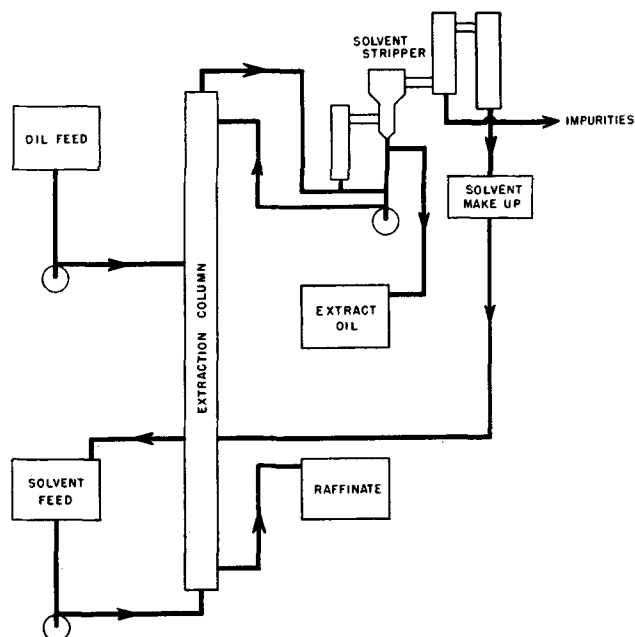 SOLVENT
STRIPPER
IMPURITIES
OIL FEED
SOLVENT
MAKE UP
EXTRACT
OIL
EXTRACTION COLUMN
SOLVENT
FEED
RAFFINATE